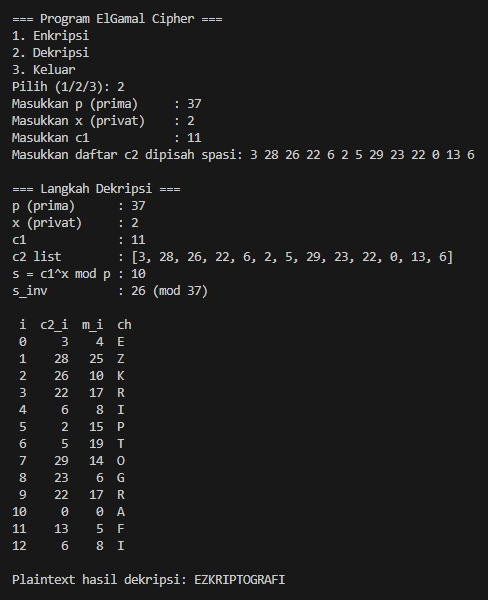 === Program ElGamal Cipher ===
1. Enkripsi
2. Dekripsi
3. Keluar
Pilih (1/2/3): 2
Masukkan p (prima)     : 37
Masukkan x (privat)    : 2
Masukkan c1            : 11
Masukkan daftar c2 dipisah spasi: 3 28 26 22 6 2 5 29 23 22 0 13 6

=== Langkah Dekripsi ===
p (prima)      : 37
x (privat)     : 2
c1             : 11
c2 list        : [3, 28, 26, 22, 6, 2, 5, 29, 23, 22, 0, 13, 6]
s = c1^x mod p : 10
s_inv          : 26 (mod 37)

 i  c2_i  m_i  ch
 0     3    4  E
 1    28   25  Z
 2    26   10  K
 3    22   17  R
 4     6    8  I
 5     2   15  P
 6     5   19  T
 7    29   14  O
 8    23    6  G
 9    22   17  R
10     0    0  A
11    13    5  F
12     6    8  I

Plaintext hasil dekripsi: EZKRIPTOGRAFI